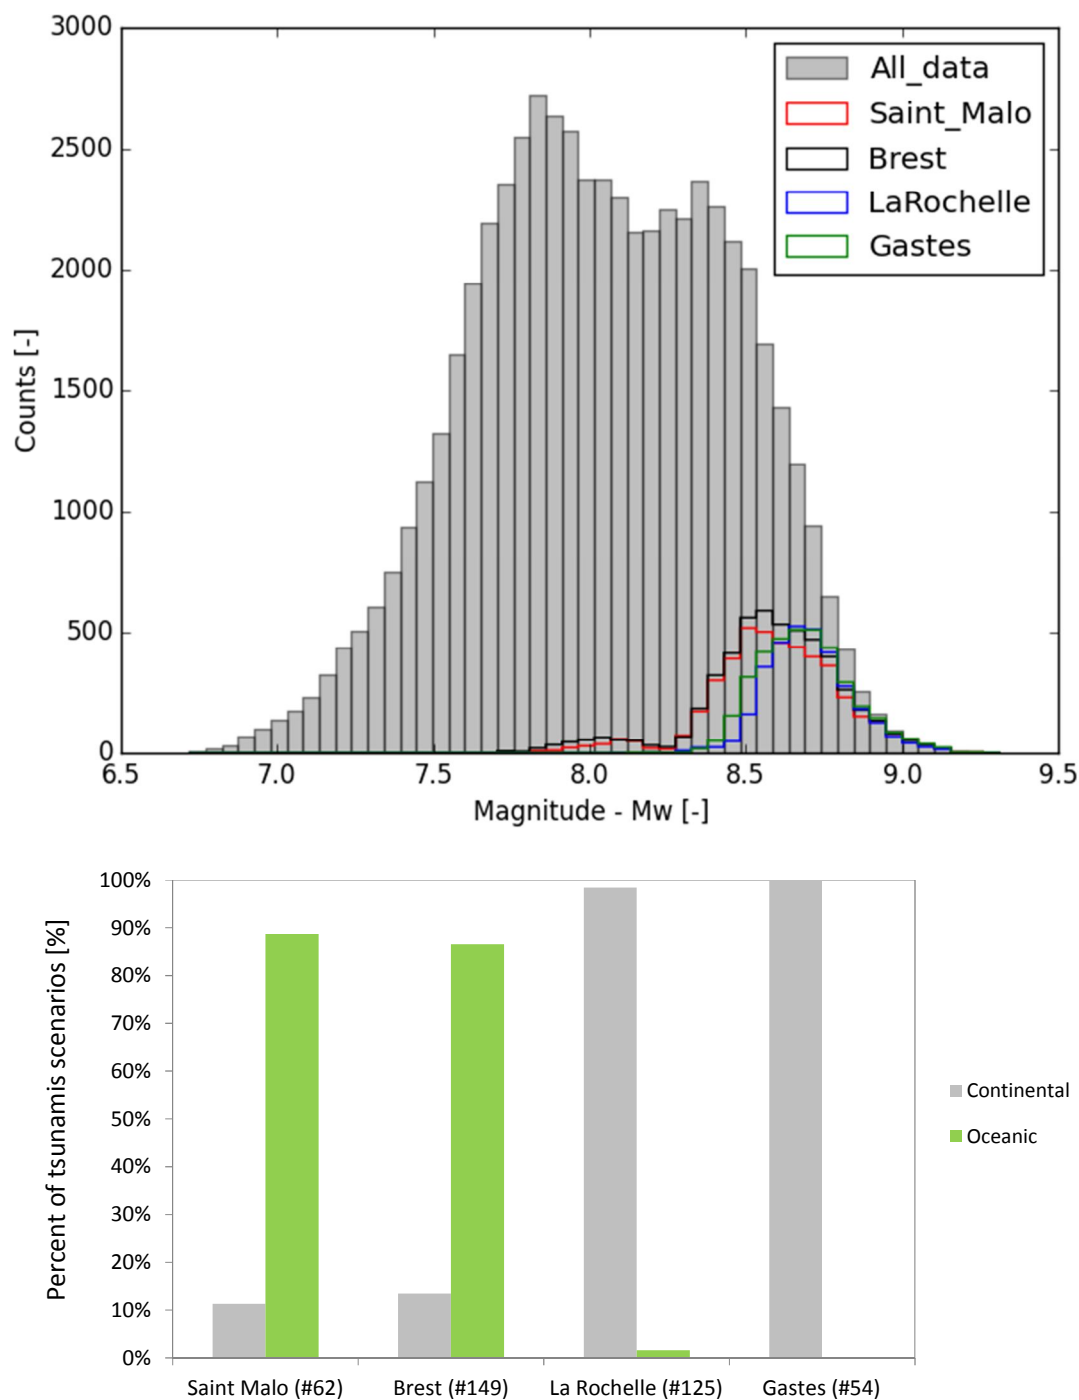 3000
2500
2000
1500
1000
500
0
Counts [-]
All_data
Saint_Malo
Brest
LaRochelle
Gastes
6.5 7.0 7.5 8.0 8.5 9.0 9.5
Magnitude - Mw [-]
100%
90%
80%
70%
60%
50%
40%
30%
20%
10%
0%
Percent of tsunamis scenarios [%]
Continental
Oceanic
Saint Malo (#62) Brest (#149) La Rochelle (#125) Gastes (#54)